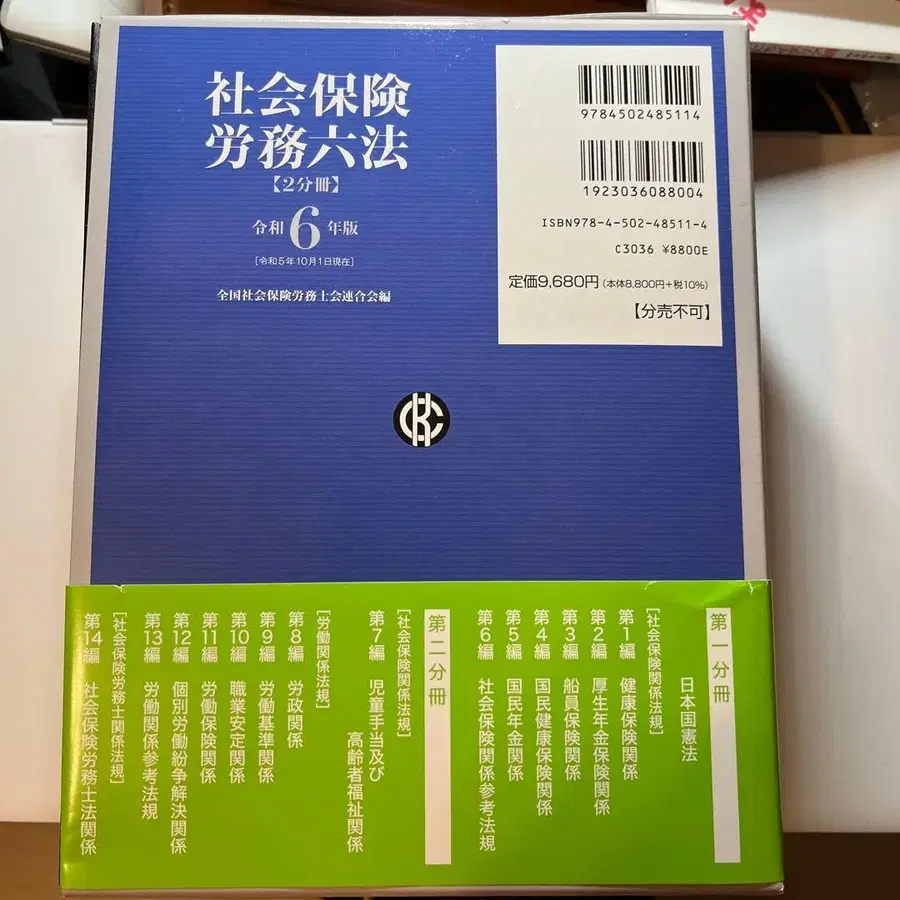 社会保険
労務六法
【2分冊】
令和6年版
[令和5年10月1日現在]
全国社会保険労務士会連合会編
9784502485114
1923036088004
ISBN978-4-502-48511-4
C3036 ¥8800E
定価9,680円(本体8,800円+税10%)
【分売不可】
第一分冊
日本国憲法
[社会保険関係法規]
第1編 健康保険関係
第2編 厚生年金保険関係
第3編 船員保険関係
第4編 国民健康保険関係
第5編 国民年金関係
第6編 社会保険関係参考法規
第二分冊
[社会保険関係法規]
第7編 児童手当及び
高齢者福祉関係
[労働関係法規]
第8編 労政関係
第9編 労働基準関係
第10編 職業安定関係
第11編 労働保険関係
第12編 個別労働紛争解決関係
第13編 労働関係参考法規
[社会保険労務士関係法規]
第14編 社会保険労務士法関係